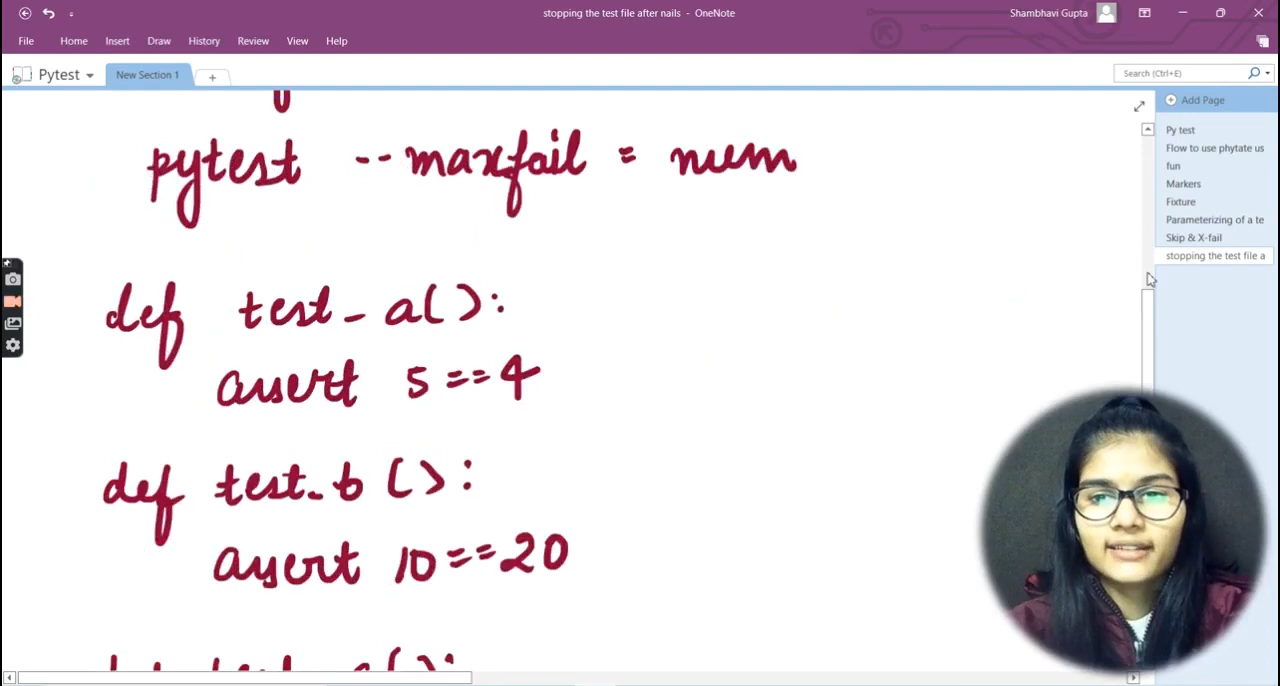 stopping the test file after nails - OneNote
Shambhavi Gupta
File Home Insert Draw History Review View Help
Pytest
New Section 1
Search (Ctrl+E)
Add Page
Py test
Flow to use phytate us
fun
Markers
Fixture
Parameterizing of a te
Skip & X-fail
stopping the test file a
pytest --maxfail = num
def test_a():
assert 5==4
def test_b():
assert 10==20